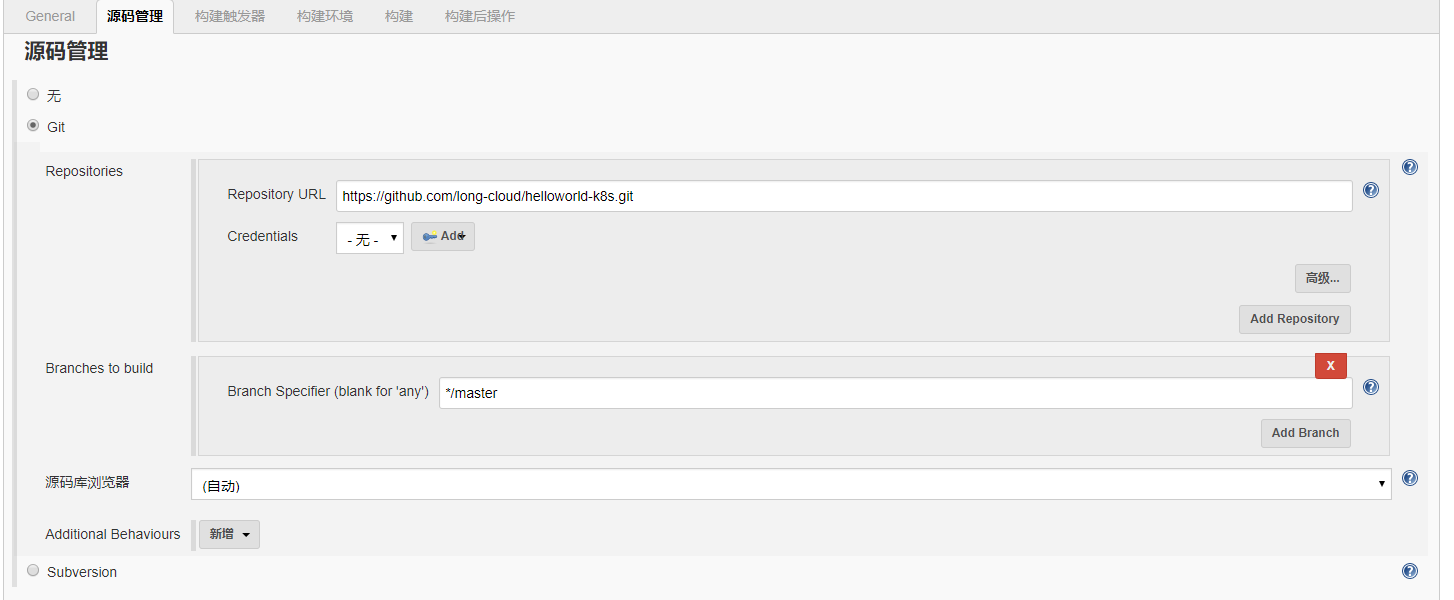 General 源码管理 构建触发器 构建环境 构建 构建后操作
源码管理
无
Git
Repositories
Repository URL https://github.com/long-cloud/helloworld-k8s.git
Credentials - 无 - Add
高级...
Add Repository
Branches to build
X
Branch Specifier (blank for 'any') */master
Add Branch
源码库浏览器 (自动)
Additional Behaviours 新增
Subversion